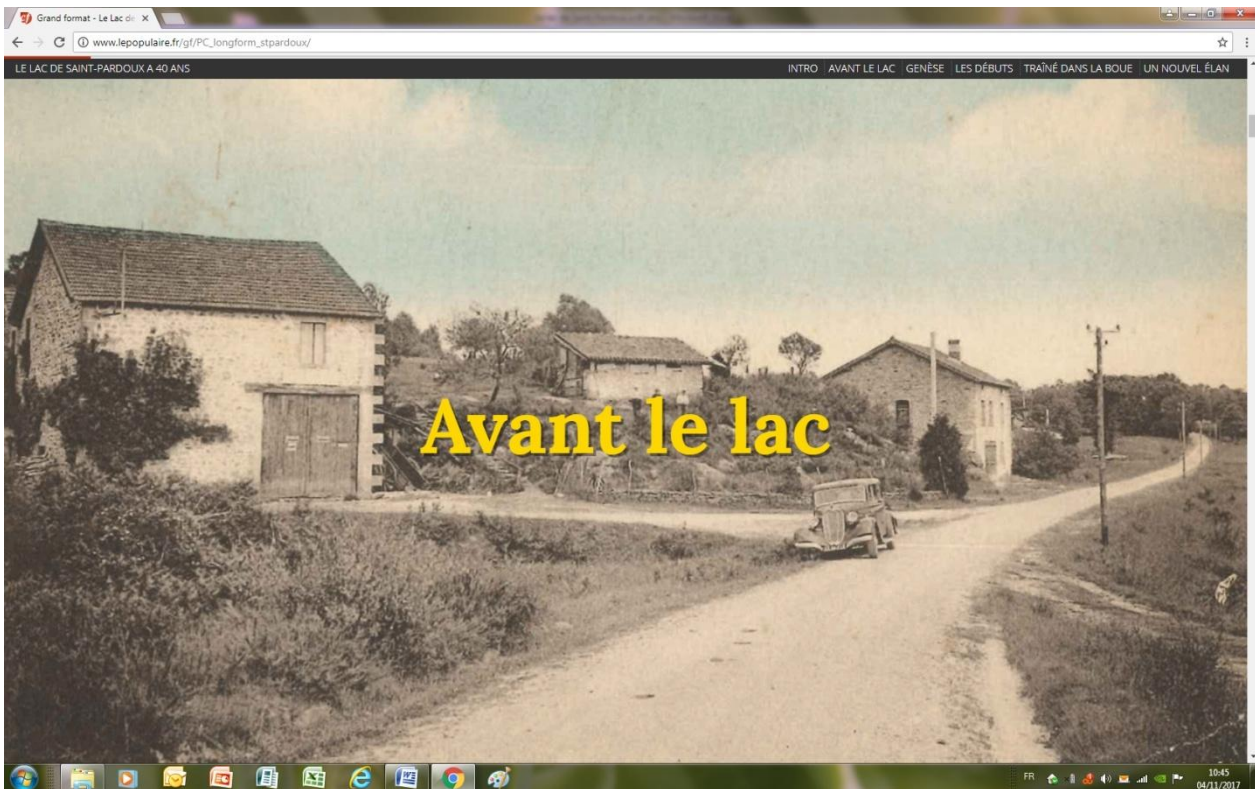 Grand format - Le Lac de
www.lepopulaire.fr/gf/PC_longform_stpardoux/
LE LAC DE SAINT-PARDOUX A 40 ANS
INTRO AVANT LE LAC GENÈSE LES DÉBUTS TRAÎNÉ DANS LA BOUE UN NOUVEL ÉLAN
Avant le lac
FR
10:45
04/11/2017